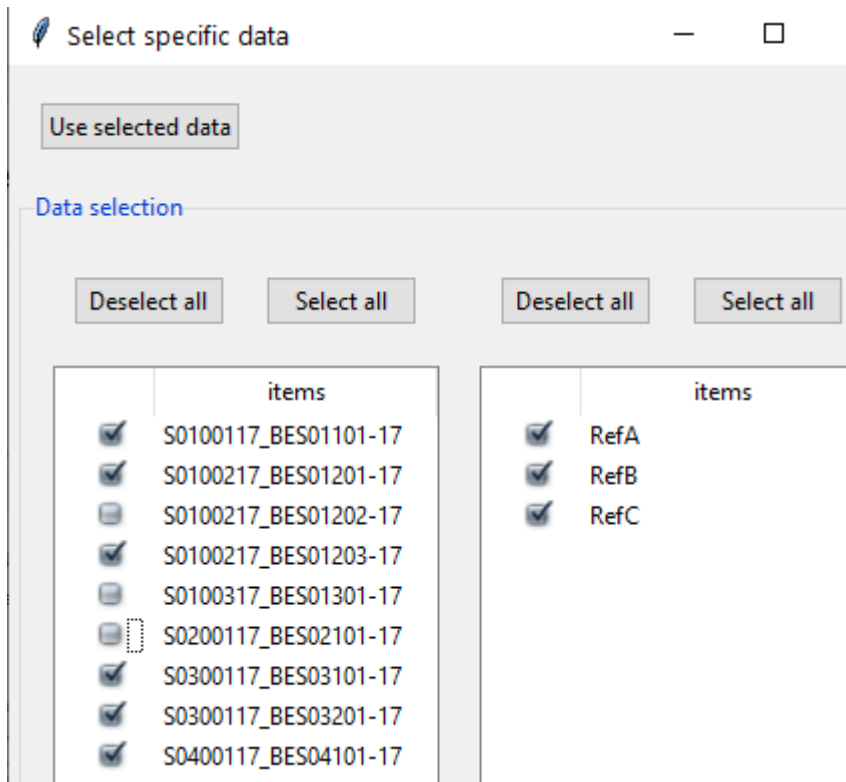 Select specific data
Use selected data
Data selection
Deselect all Select all Deselect all Select all
items
S0100117_BES01101-17
S0100217_BES01201-17
S0100217_BES01202-17
S0100217_BES01203-17
S0100317_BES01301-17
S0200117_BES02101-17
S0300117_BES03101-17
S0300117_BES03201-17
S0400117_BES04101-17
items
RefA
RefB
RefC